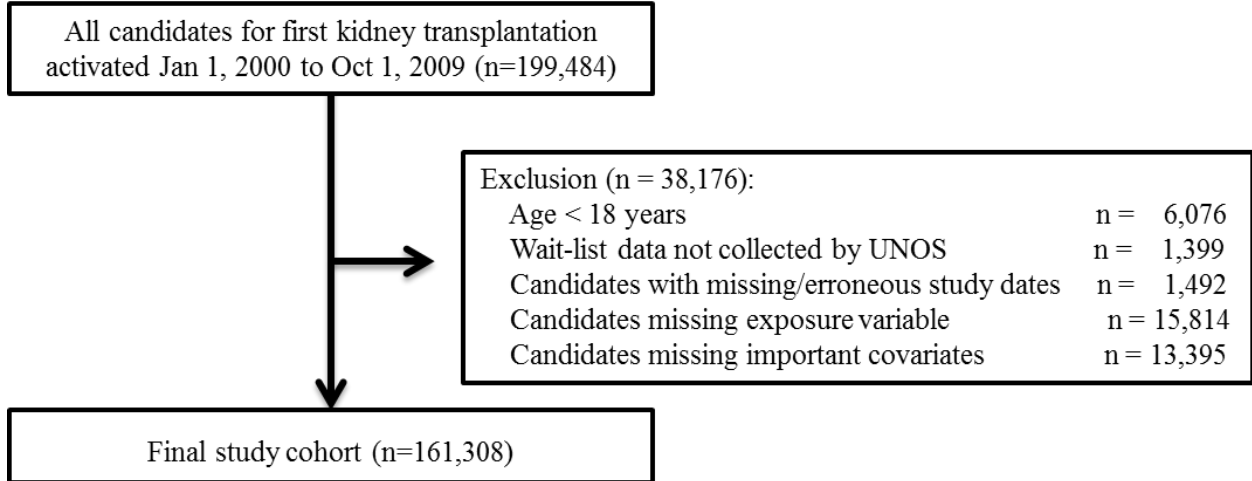 All candidates for first kidney transplantation
activated Jan 1, 2000 to Oct 1, 2009 (n=199,484)
Exclusion (n = 38,176):
Age < 18 years n = 6,076
Wait-list data not collected by UNOS n = 1,399
Candidates with missing/erroneous study dates n = 1,492
Candidates missing exposure variable n = 15,814
Candidates missing important covariates n = 13,395
Final study cohort (n=161,308)